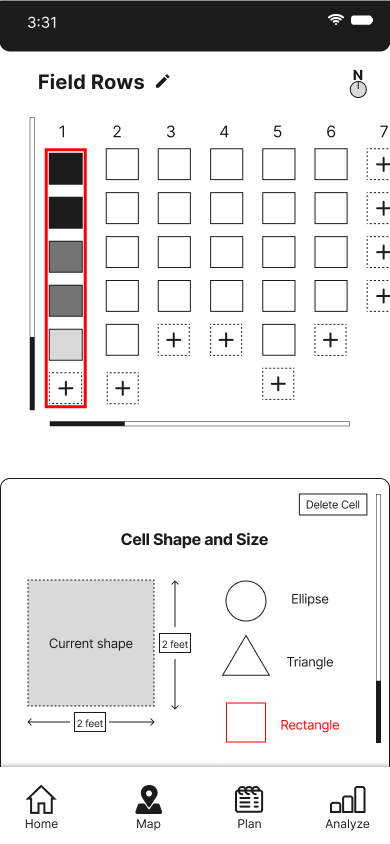 3:31
Field Rows
N
1 2 3 4 5 6 7
Delete Cell
Cell Shape and Size
Current shape
2 feet
2 feet
Ellipse
Triangle
Rectangle
Home Map Plan Analyze